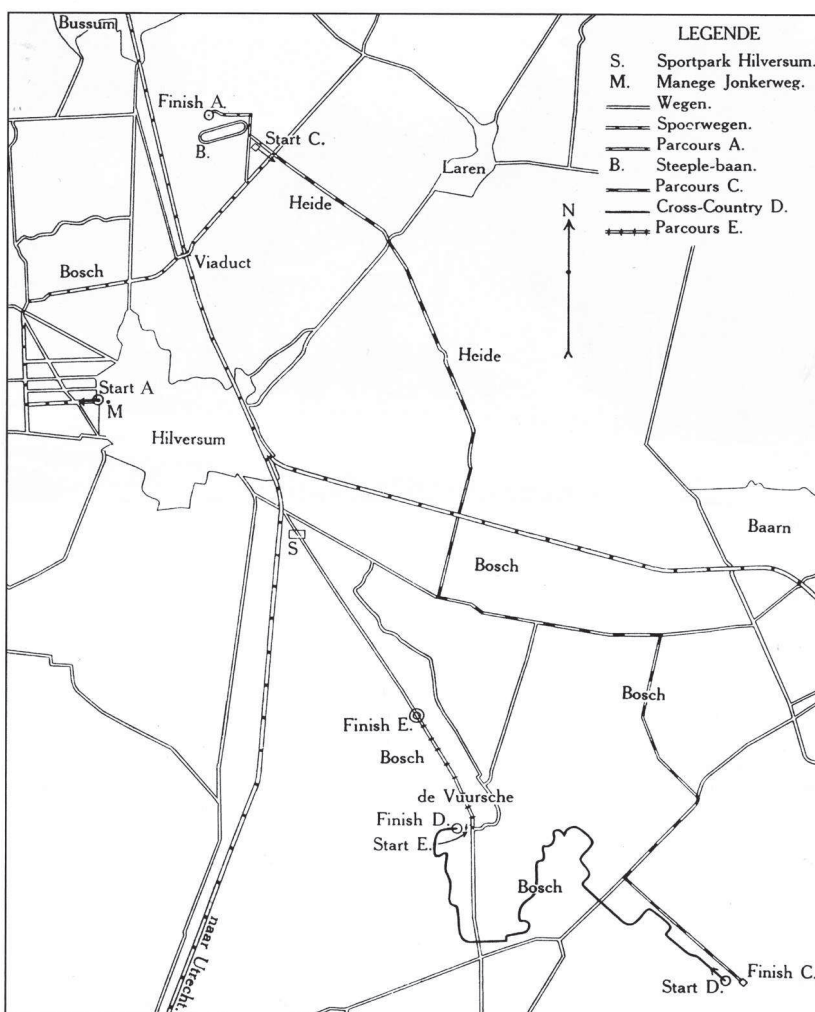 Bussum
LEGENDE
S. Sportpark Hilversum.
M. Manege Jonkerweg.
Wegen.
Spoorwegen.
Parcours A.
B. Steeple-baan.
Parcours C.
Cross-Country D.
Parcours E.
Finish A.
B.
Start C.
Laren
Heide
N
Bosch
Viaduct
Heide
Start A
M
Hilversum
Baarn
S
Bosch
Bosch
Finish E.
Bosch
de Vuursche
Finish D.
Start E.
Bosch
naar Utrecht.
Start D.
Finish C.